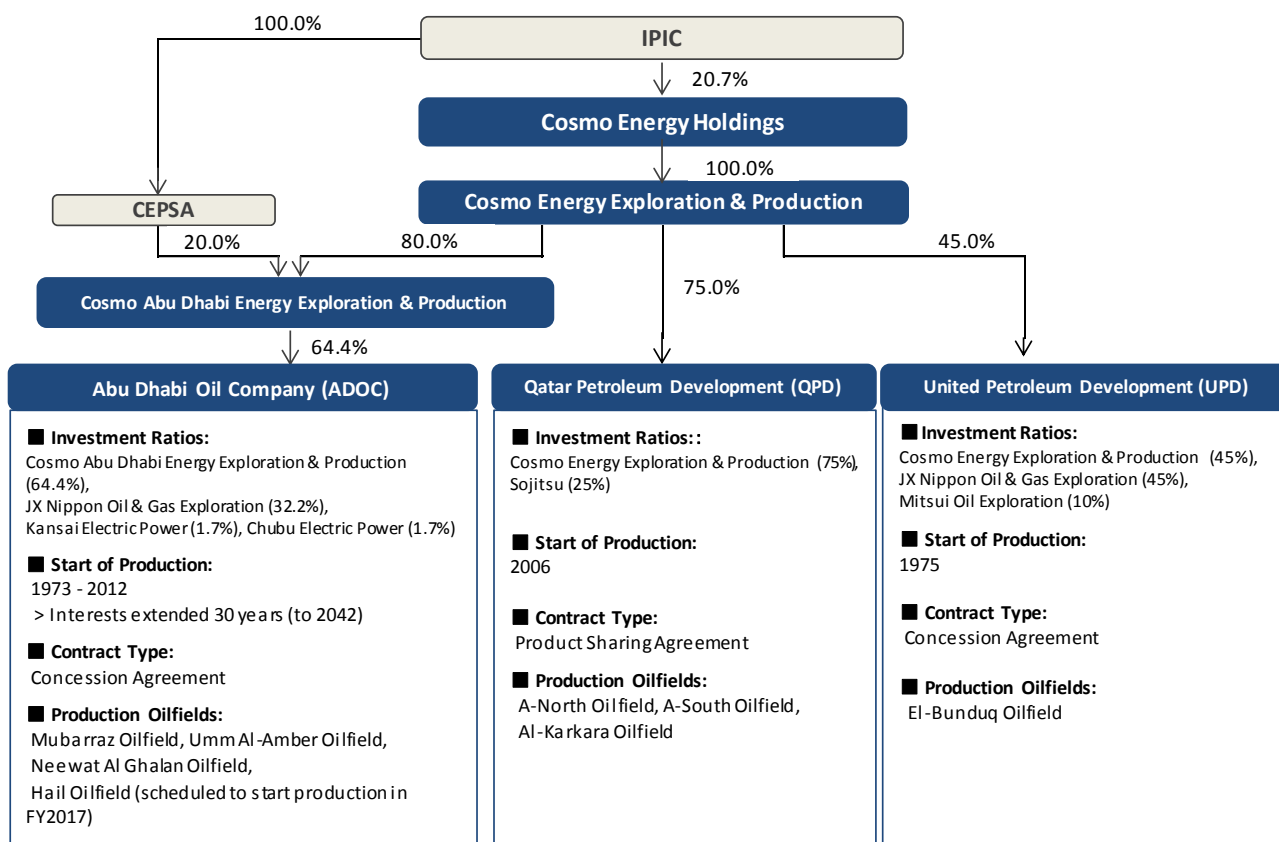 100.0%
IPIC
20.7%
Cosmo Energy Holdings
100.0%
CEPSA
Cosmo Energy Exploration & Production
20.0%
80.0%
45.0%
75.0%
Cosmo Abu Dhabi Energy Exploration & Production
64.4%
Abu Dhabi Oil Company (ADOC)
■ Investment Ratios:
Cosmo Abu Dhabi Energy Exploration & Production
(64.4%),
JX Nippon Oil & Gas Exploration (32.2%),
Kansai Electric Power (1.7%), Chubu Electric Power (1.7%)
■ Start of Production:
1973 - 2012
> Interests extended 30 years (to 2042)
■ Contract Type:
Concession Agreement
■ Production Oilfields:
Mubarraz Oilfield, Umm Al-Amber Oilfield,
Neewat Al Ghalan Oilfield,
Hail Oilfield (scheduled to start production in
FY2017)
Qatar Petroleum Development (QPD)
■ Investment Ratios::
Cosmo Energy Exploration & Production (75%),
Sojitsu (25%)
■ Start of Production:
2006
■ Contract Type:
Product Sharing Agreement
■ Production Oilfields:
A-North Oilfield, A-South Oilfield,
Al-Karkara Oilfield
United Petroleum Development (UPD)
■ Investment Ratios:
Cosmo Energy Exploration & Production (45%),
JX Nippon Oil & Gas Exploration (45%),
Mitsui Oil Exploration (10%)
■ Start of Production:
1975
■ Contract Type:
Concession Agreement
■ Production Oilfields:
El-Bunduq Oilfield